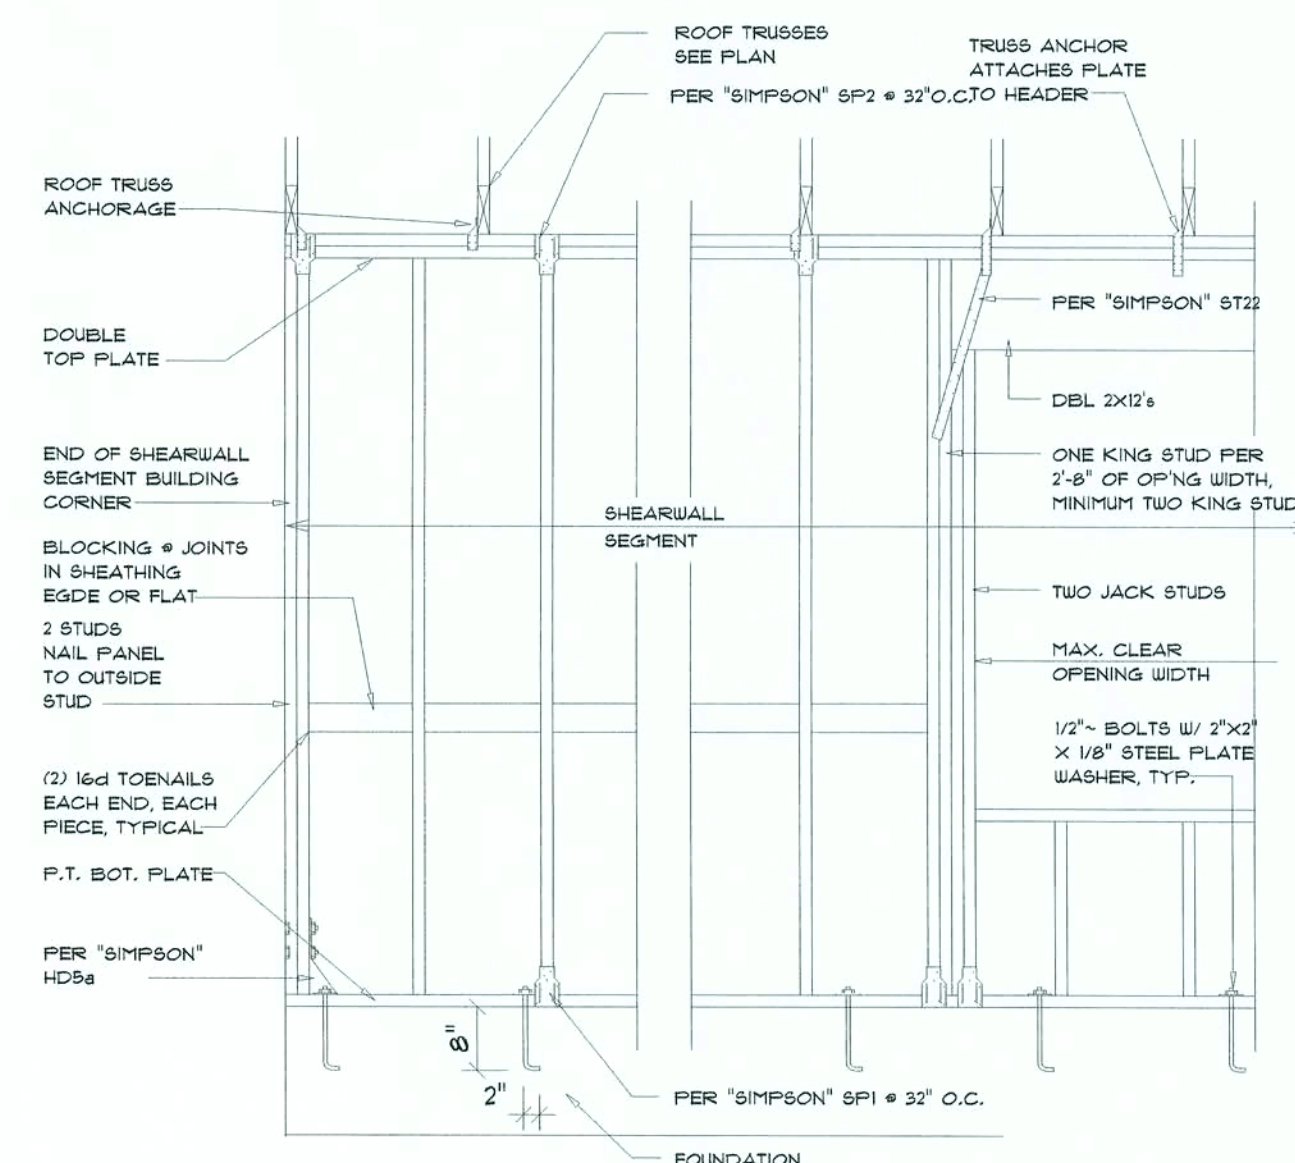 ROOF TRUSSES
SEE PLAN
PER "SIMPSON" SP2 @ 32"O.C.
TRUSS ANCHOR
ATTACHES PLATE
TO HEADER
ROOF TRUSS
ANCHORAGE
DOUBLE
TOP PLATE
PER "SIMPSON" ST22
DBL 2X12's
END OF SHEARWALL
SEGMENT BUILDING
CORNER
ONE KING STUD PER
2'-8" OF OP'NG WIDTH,
MINIMUM TWO KING STUD
SHEARWALL
SEGMENT
BLOCKING @ JOINTS
IN SHEATHING
EGDE OR FLAT
TWO JACK STUDS
2 STUDS
NAIL PANEL
TO OUTSIDE
STUD
MAX. CLEAR
OPENING WIDTH
1/2"~ BOLTS W/ 2"X2"
X 1/8" STEEL PLATE
WASHER, TYP.
(2) 16d TOENAILS
EACH END, EACH
PIECE, TYPICAL
P.T. BOT. PLATE
PER "SIMPSON"
HD5a
8"
2"
PER "SIMPSON" SP1 @ 32" O.C.
FOUNDATION